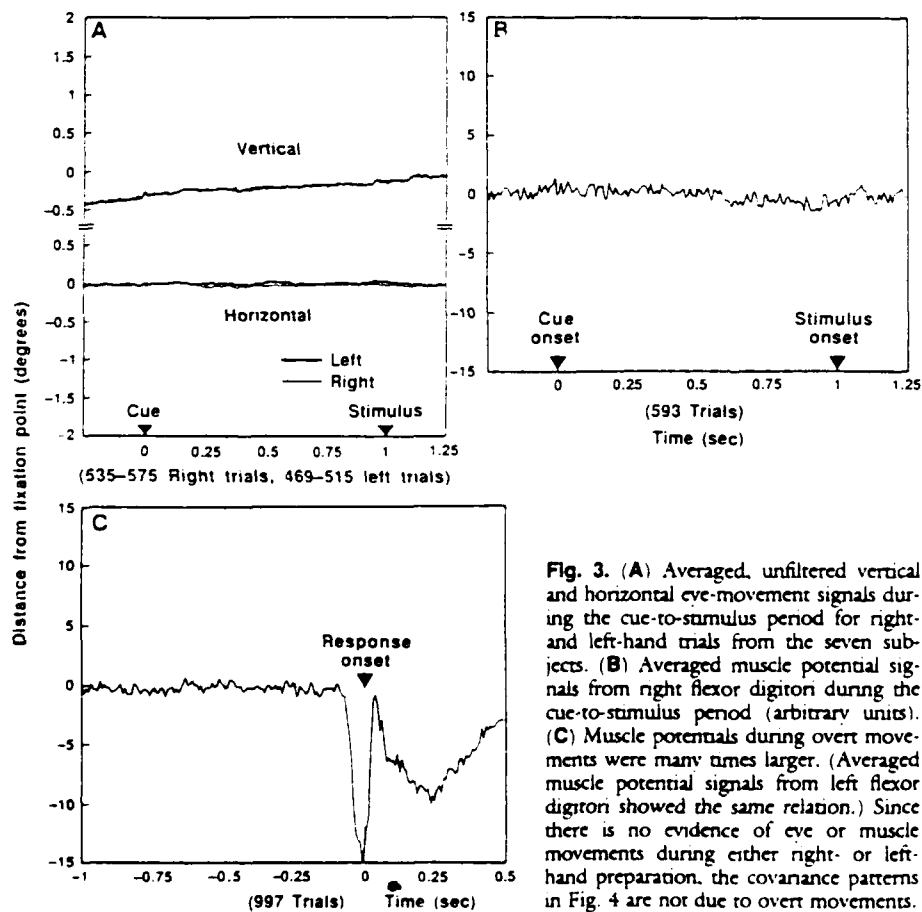 A
2
1.5
1
0.5
0
-0.5
Vertical
0.5
0
-0.5
-1
-1.5
-2
Horizontal
Left
Right
Cue
Stimulus
0 0.25 0.5 0.75 1 1.25
(535–575 Right trials, 469–515 left trials)
Distance from fixation point (degrees)
B
15
10
5
0
-5
-10
-15
Cue
onset
Stimulus
onset
0 0.25 0.50 0.75 1 1.25
(593 Trials)
Time (sec)
C
15
10
5
0
-5
-10
-15
Response
onset
-1 -0.75 -0.5 -0.25 0 0.25 0.5
(997 Trials) Time (sec)
Fig. 3. (A) Averaged, unfiltered vertical
and horizontal eye-movement signals dur-
ing the cue-to-stimulus period for right-
and left-hand trials from the seven sub-
jects. (B) Averaged muscle potential sig-
nals from right flexor digitori during the
cue-to-stimulus period (arbitrary units).
(C) Muscle potentials during overt move-
ments were many times larger. (Averaged
muscle potential signals from left flexor
digitori showed the same relation.) Since
there is no evidence of eye or muscle
movements during either right- or left-
hand preparation, the covariance patterns
in Fig. 4 are not due to overt movements.